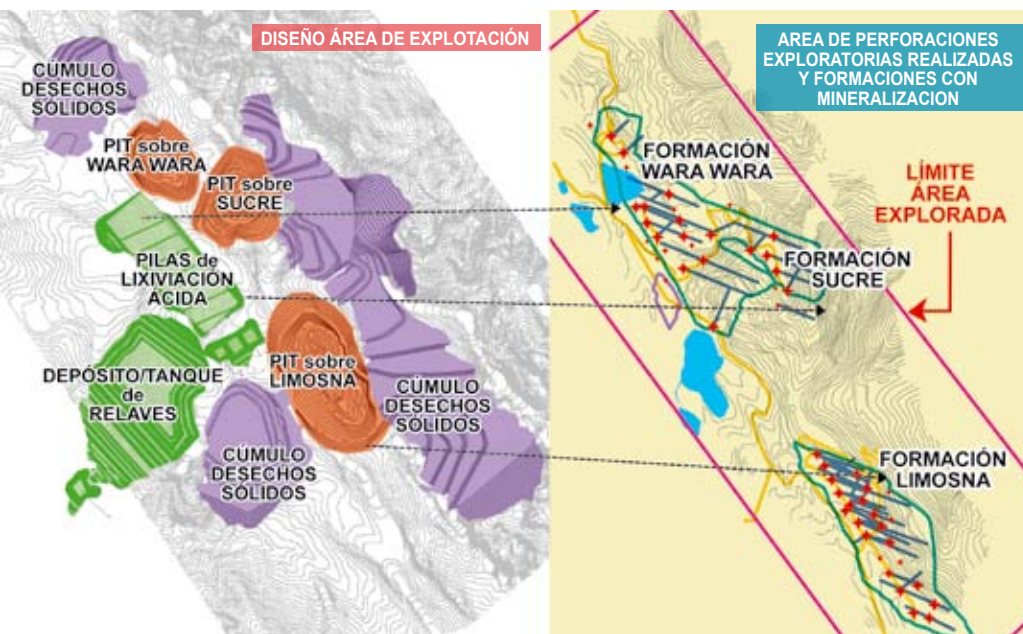 DISEÑO ÁREA DE EXPLOTACIÓN
CÚMULO
DESECHOS
SÓLIDOS
PIT sobre
WARA WARA
PIT sobre
SUCRE
PILAS de
LIXIVIACIÓN
ÁCIDA
DEPÓSITO/TANQUE
de
RELAVES
PIT sobre
LIMOSNA
CÚMULO
DESECHOS
SÓLIDOS
CÚMULO
DESECHOS
SÓLIDOS
AREA DE PERFORACIONES
EXPLORATORIAS REALIZADAS
Y FORMACIONES CON
MINERALIZACION
FORMACIÓN
WARA WARA
LÍMITE
ÁREA
EXPLORADA
FORMACIÓN
SUCRE
FORMACIÓN
LIMOSNA